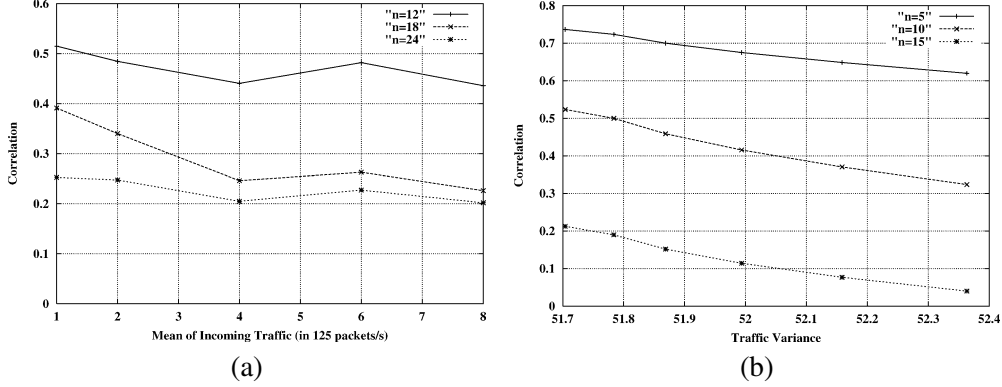 0.6
0.5
0.4
0.3
0.2
0.1
0
1 2 3 4 5 6 7 8
Correlation
Mean of Incoming Traffic (in 125 packets/s)
"n=12"
"n=18"
"n=24"
(a)
0.8
0.7
0.6
0.5
0.4
0.3
0.2
0.1
0
51.7 51.8 51.9 52 52.1 52.2 52.3 52.4
Correlation
Traffic Variance
"n=5"
"n=10"
"n=15"
(b)